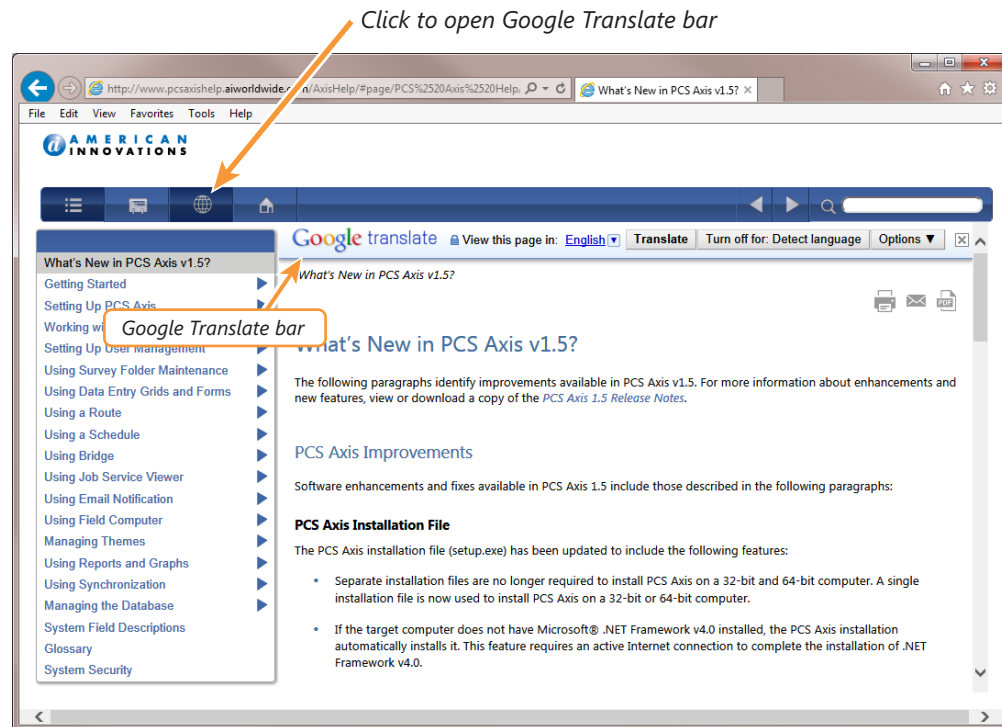 Click to open Google Translate bar
http://www.pcsaxishelp.aiworldwide.com/AxisHelp/#page/PCS%2520Axis%2520Help,
What's New in PCS Axis v1.5?
File Edit View Favorites Tools Help
AMERICAN
INNOVATIONS
Google translate View this page in: English Translate Turn off for: Detect language Options ▼
What's New in PCS Axis v1.5?
Getting Started
Setting Up PCS Axis
Working wi
Setting Up User Management
Using Survey Folder Maintenance
Using Data Entry Grids and Forms
Using a Route
Using a Schedule
Using Bridge
Using Job Service Viewer
Using Email Notification
Using Field Computer
Managing Themes
Using Reports and Graphs
Using Synchronization
Managing the Database
System Field Descriptions
Glossary
System Security
Google Translate bar
What's New in PCS Axis v1.5?
PDF
What's New in PCS Axis v1.5?
The following paragraphs identify improvements available in PCS Axis v1.5. For more information about enhancements and
new features, view or download a copy of the PCS Axis 1.5 Release Notes.
PCS Axis Improvements
Software enhancements and fixes available in PCS Axis 1.5 include those described in the following paragraphs:
PCS Axis Installation File
The PCS Axis installation file (setup.exe) has been updated to include the following features:
• Separate installation files are no longer required to install PCS Axis on a 32-bit and 64-bit computer. A single
installation file is now used to install PCS Axis on a 32-bit or 64-bit computer.
• If the target computer does not have Microsoft® .NET Framework v4.0 installed, the PCS Axis installation
automatically installs it. This feature requires an active Internet connection to complete the installation of .NET
Framework v4.0.